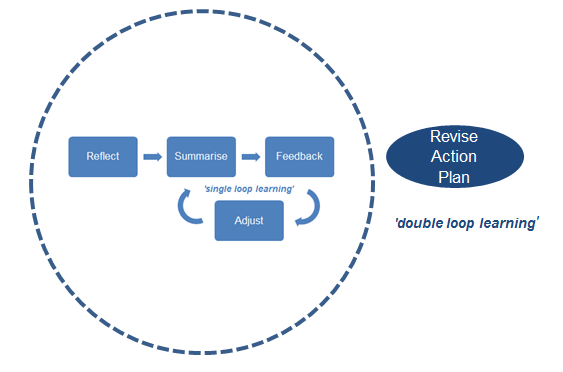 Reflect
Summarise
Feedback
'single loop learning'
Adjust
Revise
Action
Plan
'double loop learning'